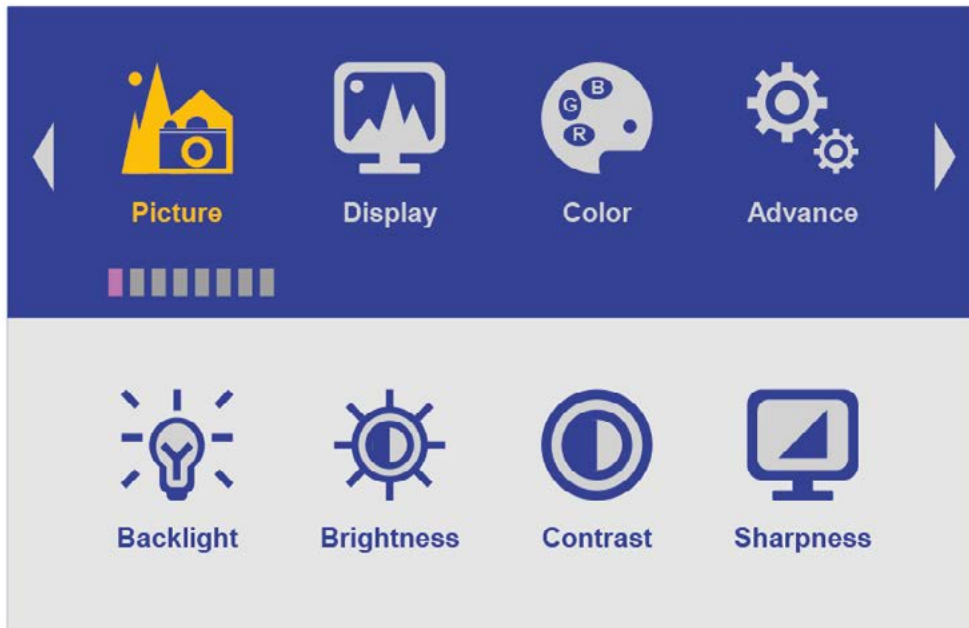 B
G
R
Picture Display Color Advance
Backlight Brightness Contrast Sharpness